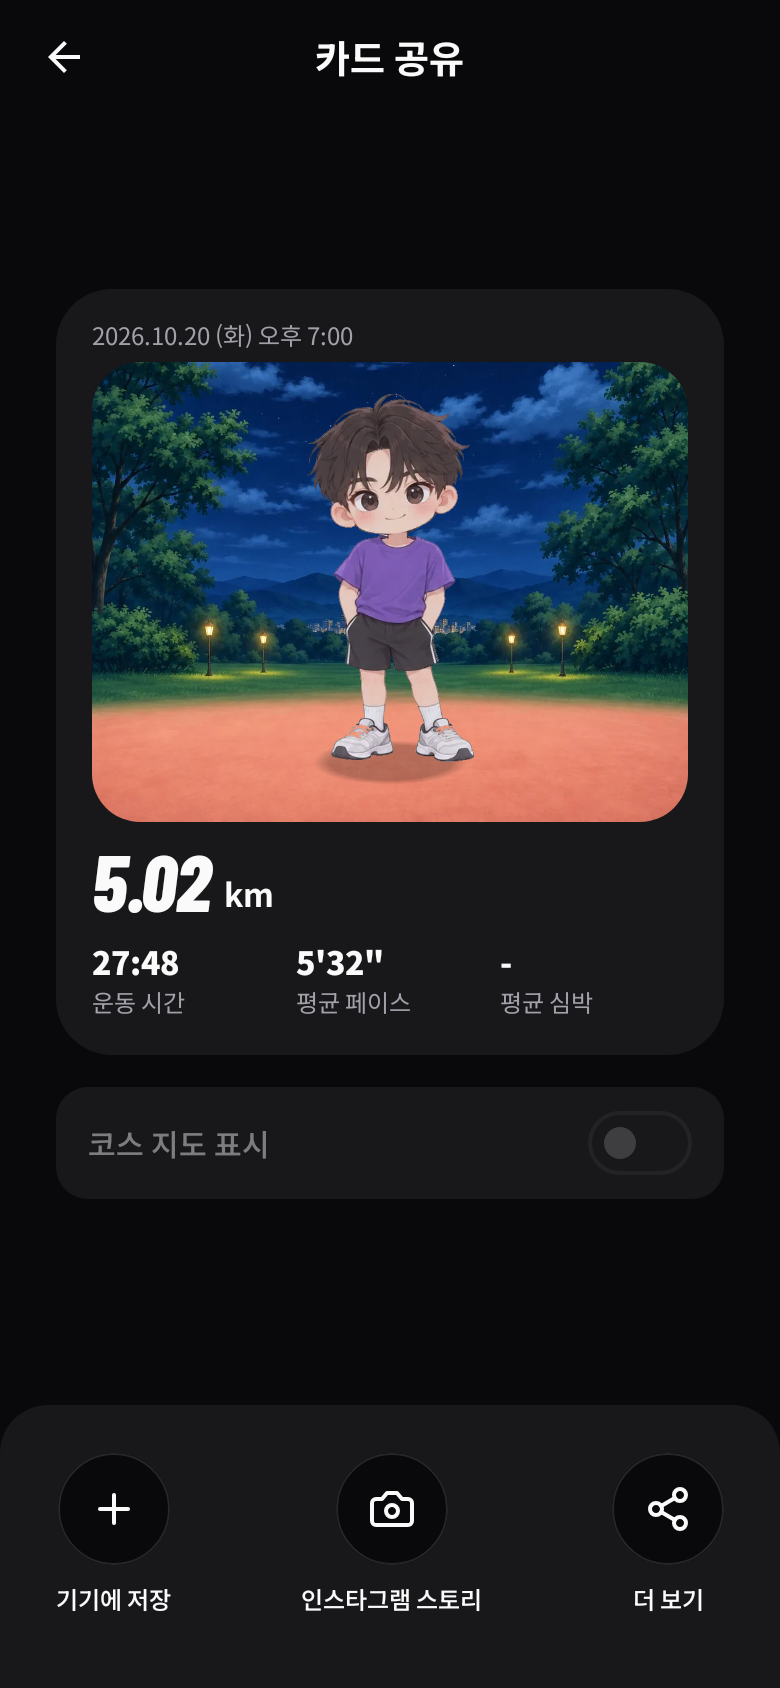 카드 공유
2026.10.20 (화) 오후 7:00
5.02 km
27:48 5'32" -
운동 시간 평균 페이스 평균 심박
코스 지도 표시
기기에 저장 인스타그램 스토리 더 보기